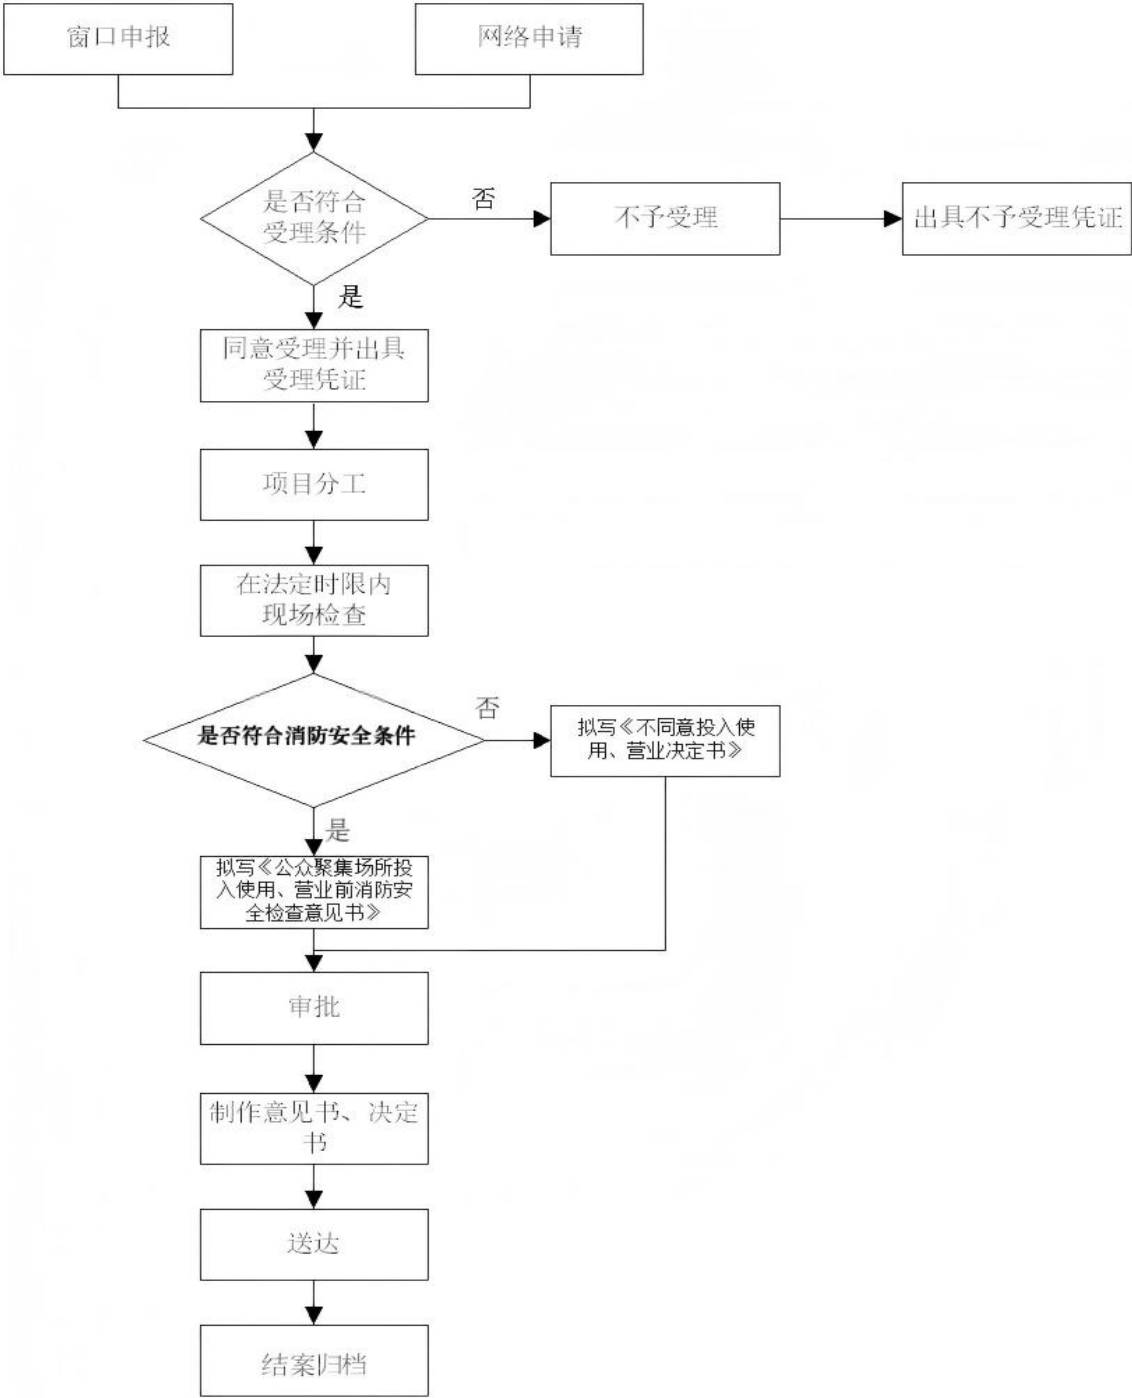 窗口申报
网络申请
是否符合
受理条件
否
不予受理
出具不予受理凭证
是
同意受理并出具
受理凭证
项目分工
在法定时限内
现场检查
是否符合消防安全条件
否
拟写《不同意投入使
用、营业决定书》
是
拟写《公众聚集场所投
入使用、营业前消防安
全检查意见书》
审批
制作意见书、决定
书
送达
结案归档